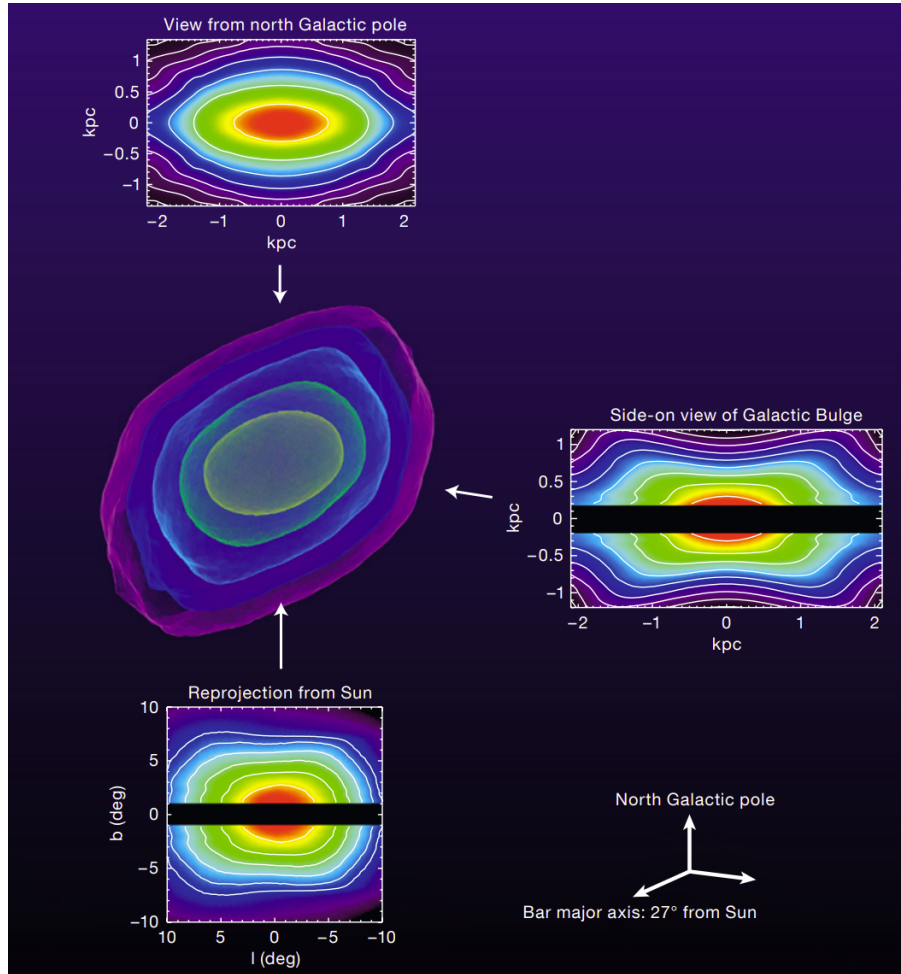 View from north Galactic pole
1
0.5
0
−0.5
−1
kpc
−2 −1 0 1 2
kpc
Side-on view of Galactic Bulge
1
0.5
0
−0.5
−1
kpc
−2 −1 0 1 2
kpc
Reprojection from Sun
10
5
0
−5
−10
b (deg)
10 5 0 −5 −10
l (deg)
North Galactic pole
Bar major axis: 27° from Sun